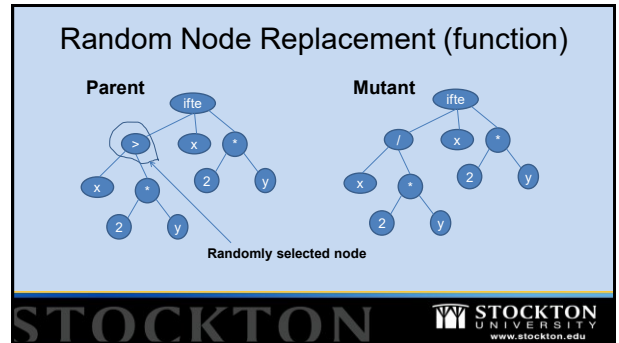 Random Node Replacement (function)
Parent
Mutant
ifte
>
x
*
x
*
2
y
2
y
ifte
/
x
*
x
*
2
y
2
y
Randomly selected node
STOCKTON
STOCKTON
UNIVERSITY
www.stockton.edu